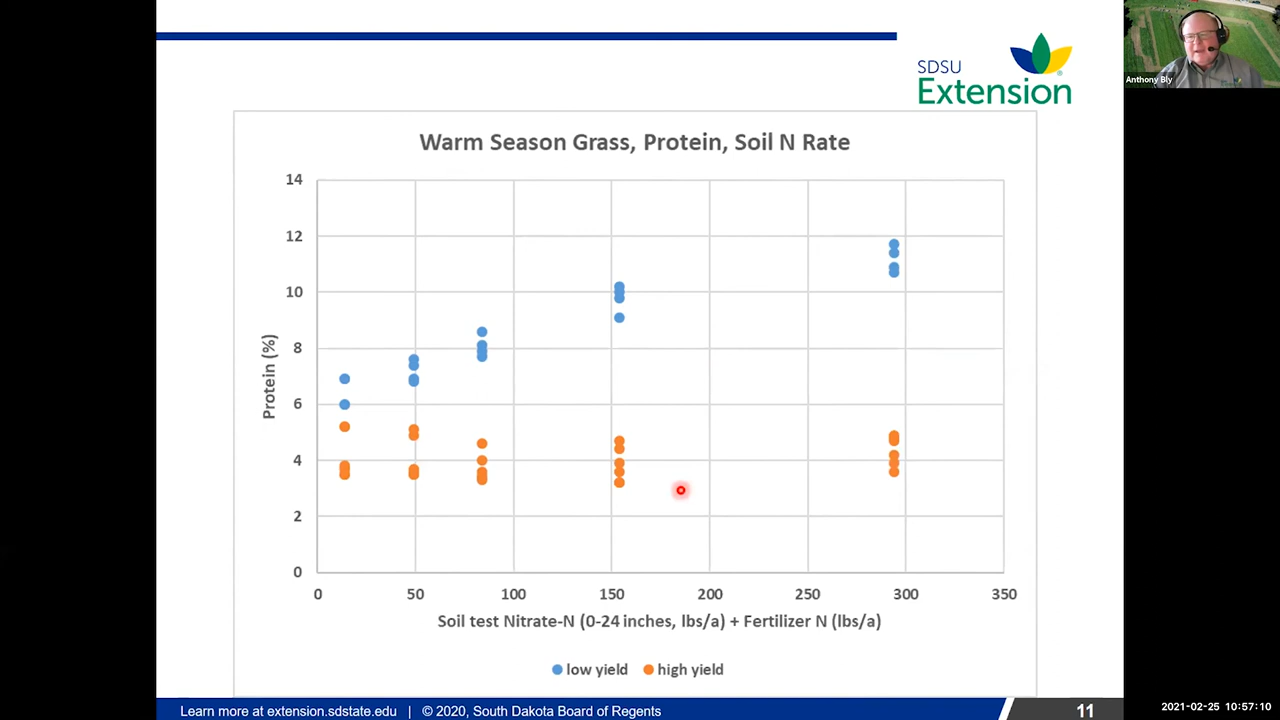 Anthony Bly
SDSU
Extension
Warm Season Grass, Protein, Soil N Rate
14
12
10
8
6
4
2
0
Protein (%)
0 50 100 150 200 250 300 350
Soil test Nitrate-N (0-24 inches, lbs/a) + Fertilizer N (lbs/a)
low yield high yield
Learn more at extension.sdstate.edu | © 2020, South Dakota Board of Regents 11
2021-02-25 10:57:10